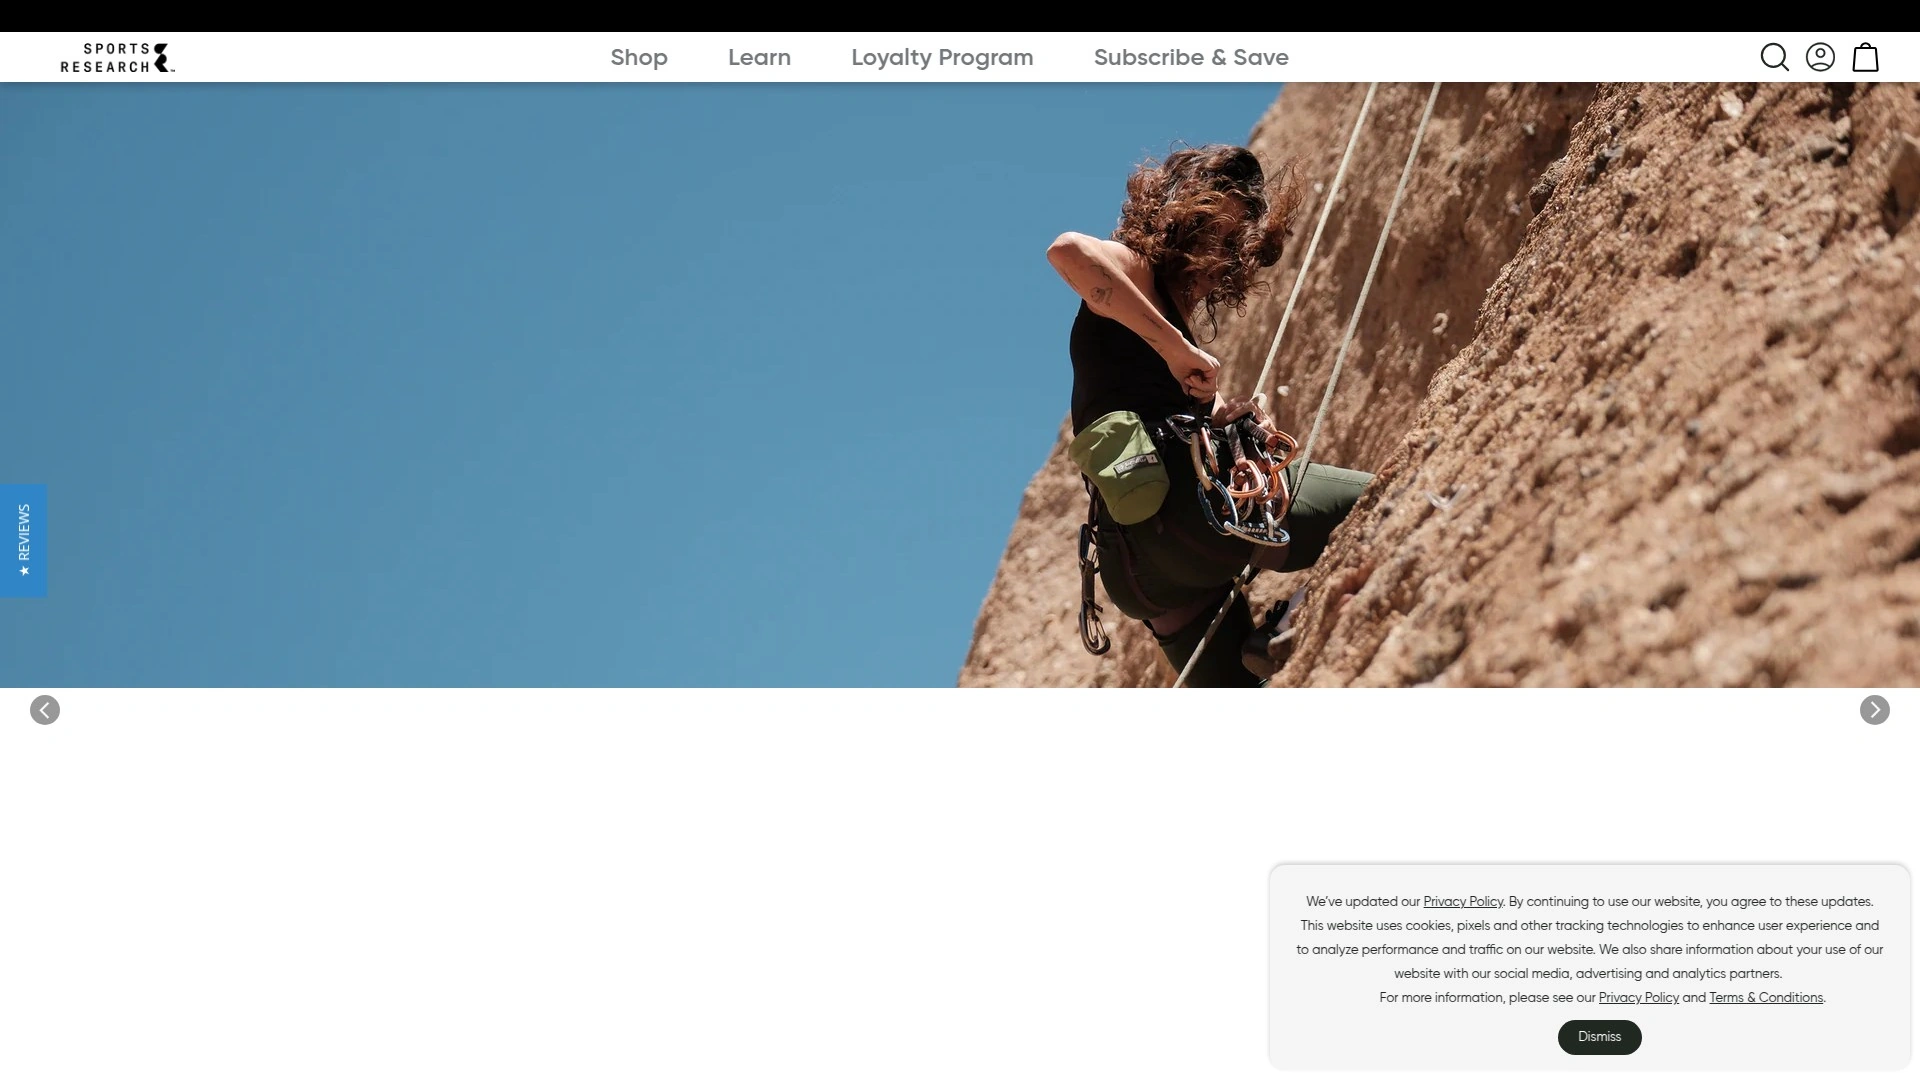 SPORTS
RESEARCH™
Shop
Learn
Loyalty Program
Subscribe & Save
★ REVIEWS
We've updated our Privacy Policy. By continuing to use our website, you agree to these updates.
This website uses cookies, pixels and other tracking technologies to enhance user experience and
to analyze performance and traffic on our website. We also share information about your use of our
website with our social media, advertising and analytics partners.
For more information, please see our Privacy Policy and Terms & Conditions.
Dismiss